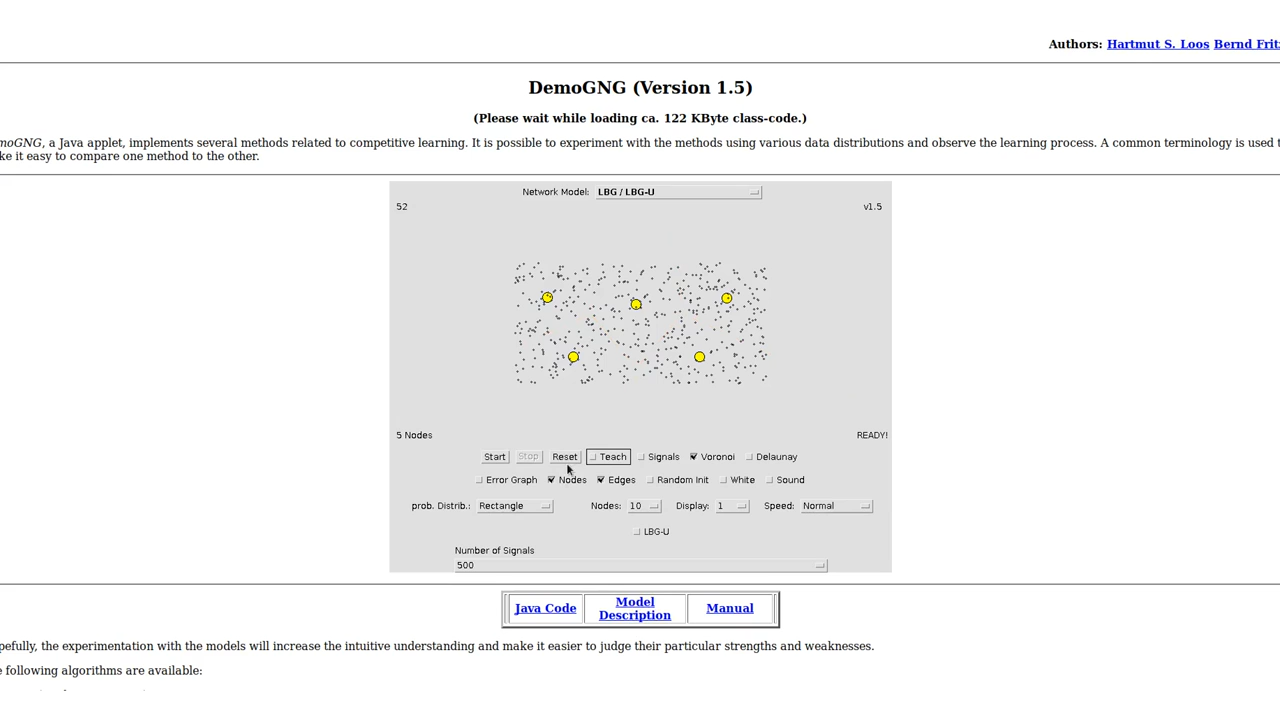 Authors: Hartmut S. Loos Bernd Frit
DemoGNG (Version 1.5)
(Please wait while loading ca. 122 KByte class-code.)
moGNG, a Java applet, implements several methods related to competitive learning. It is possible to experiment with the methods using various data distributions and observe the learning process. A common terminology is used t
ke it easy to compare one method to the other.
Network Model: LBG / LBG-U
52 v1.5
5 Nodes READY!
Start Stop Reset Teach Signals Voronoi Delaunay
Error Graph Nodes Edges Random Init White Sound
prob. Distrib.: Rectangle Nodes: 10 Display: 1 Speed: Normal
LBG-U
Number of Signals
500
Java Code Model Description Manual
pefully, the experimentation with the models will increase the intuitive understanding and make it easier to judge their particular strengths and weaknesses.
e following algorithms are available: